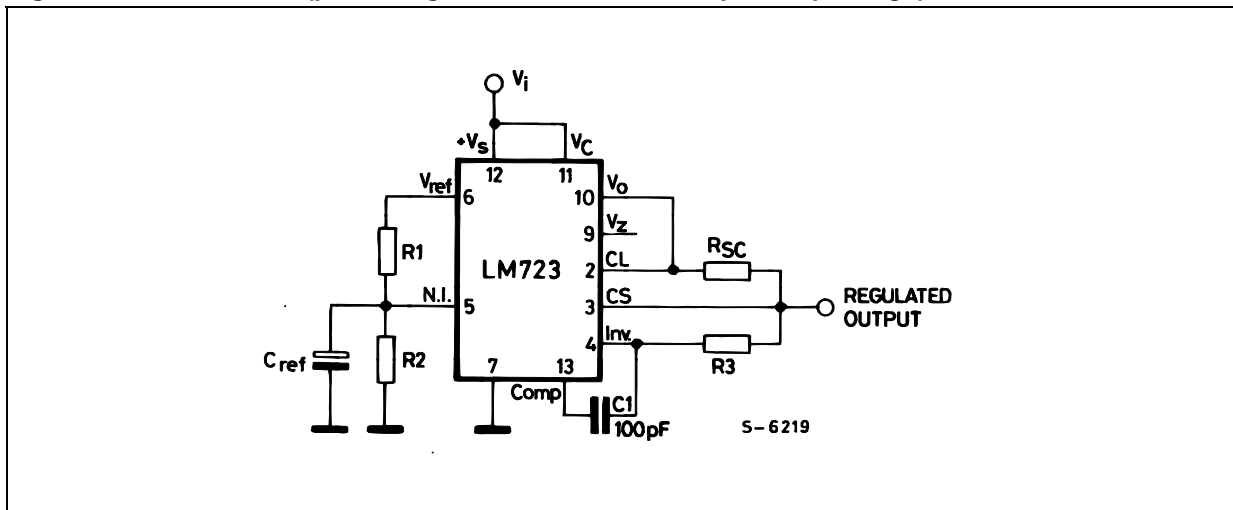 Vi
+Vs
VC
12
11
Vref
6
Vo
10
Vz
9
R1
LM723
CL
2
RSC
N.I.
5
CS
3
REGULATED
OUTPUT
Inv.
4
Cref
R2
R3
7
13
Comp
C1
100pF
S-6219